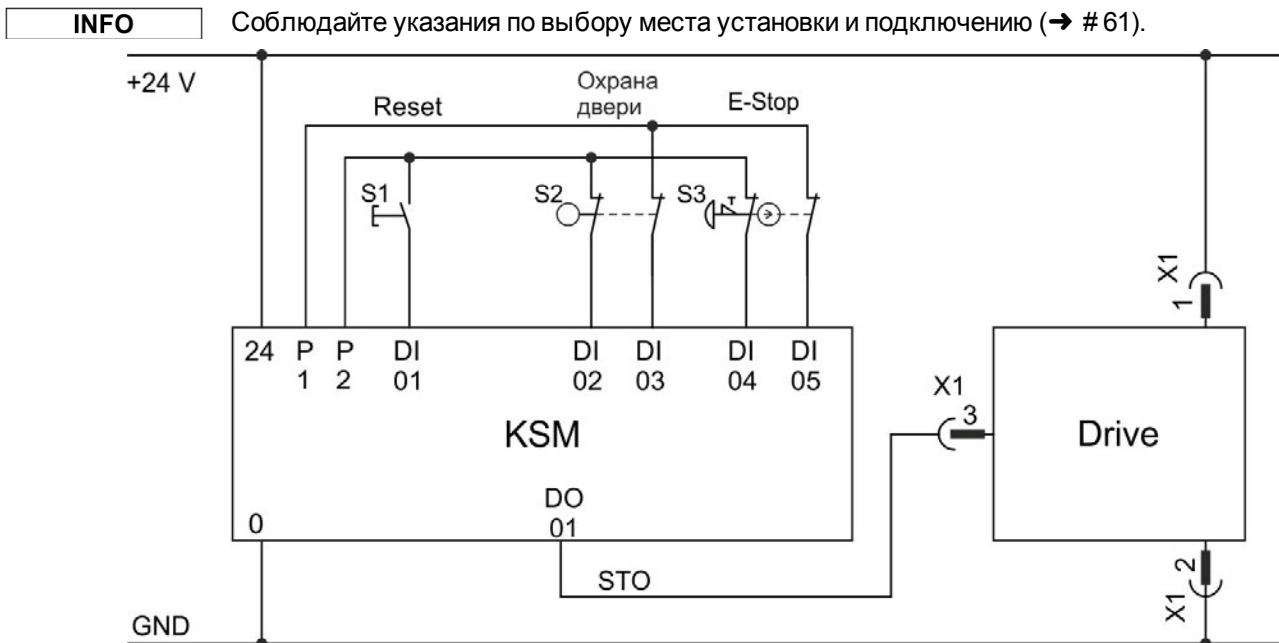 INFO Соблюдайте указания по выбору места установки и подключению (➜ # 61).
+24 V
Охрана
двери
Reset
E-Stop
S1
S2
S3
X1
1
24 P P DI DI DI DI DI
1 2 01 02 03 04 05
X1
3
KSM
Drive
DO
0 01
2
X1
STO
GND